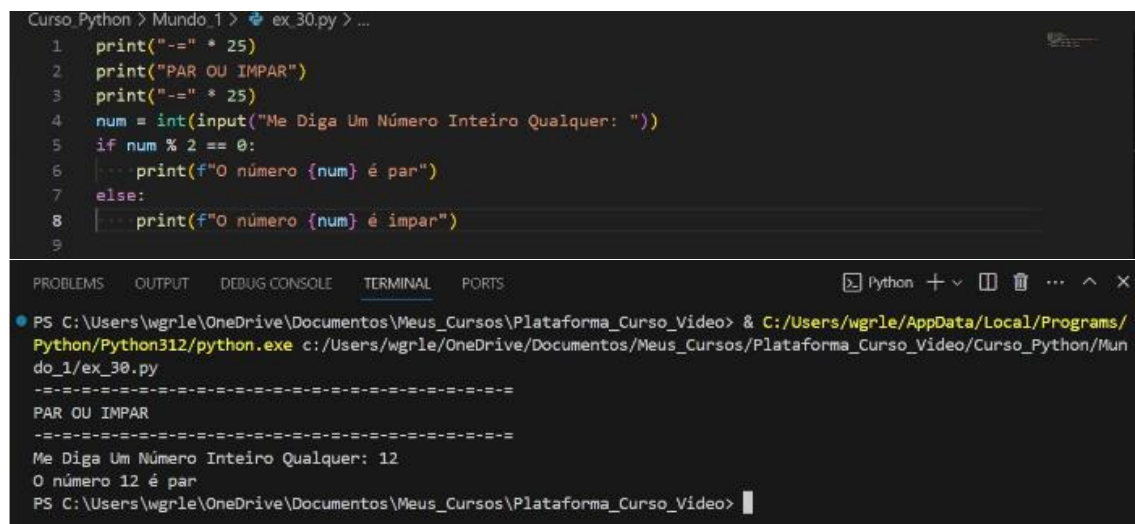 Curso_Python > Mundo_1 > ex_30.py > ...
1 print("-=" * 25)
2 print("PAR OU IMPAR")
3 print("-=" * 25)
4 num = int(input("Me Diga Um Número Inteiro Qualquer: "))
5 if num % 2 == 0:
6 print(f"O número {num} é par")
7 else:
8 print(f"O número {num} é impar")
9
PROBLEMS OUTPUT DEBUG CONSOLE TERMINAL PORTS Python
PS C:\Users\wgrle\OneDrive\Documentos\Meus_Cursos\Plataforma_Curso_Video> & C:/Users/wgrle/AppData/Local/Programs/
Python/Python312/python.exe c:/Users/wgrle/OneDrive/Documentos/Meus_Cursos/Plataforma_Curso_Video/Curso_Python/Mun
do_1/ex_30.py
-=-=-=-=-=-=-=-=-=-=-=-=-=-=-=-=-=-=-=-=-=-=-=-=-=
PAR OU IMPAR
-=-=-=-=-=-=-=-=-=-=-=-=-=-=-=-=-=-=-=-=-=-=-=-=-=
Me Diga Um Número Inteiro Qualquer: 12
O número 12 é par
PS C:\Users\wgrle\OneDrive\Documentos\Meus_Cursos\Plataforma_Curso_Video>